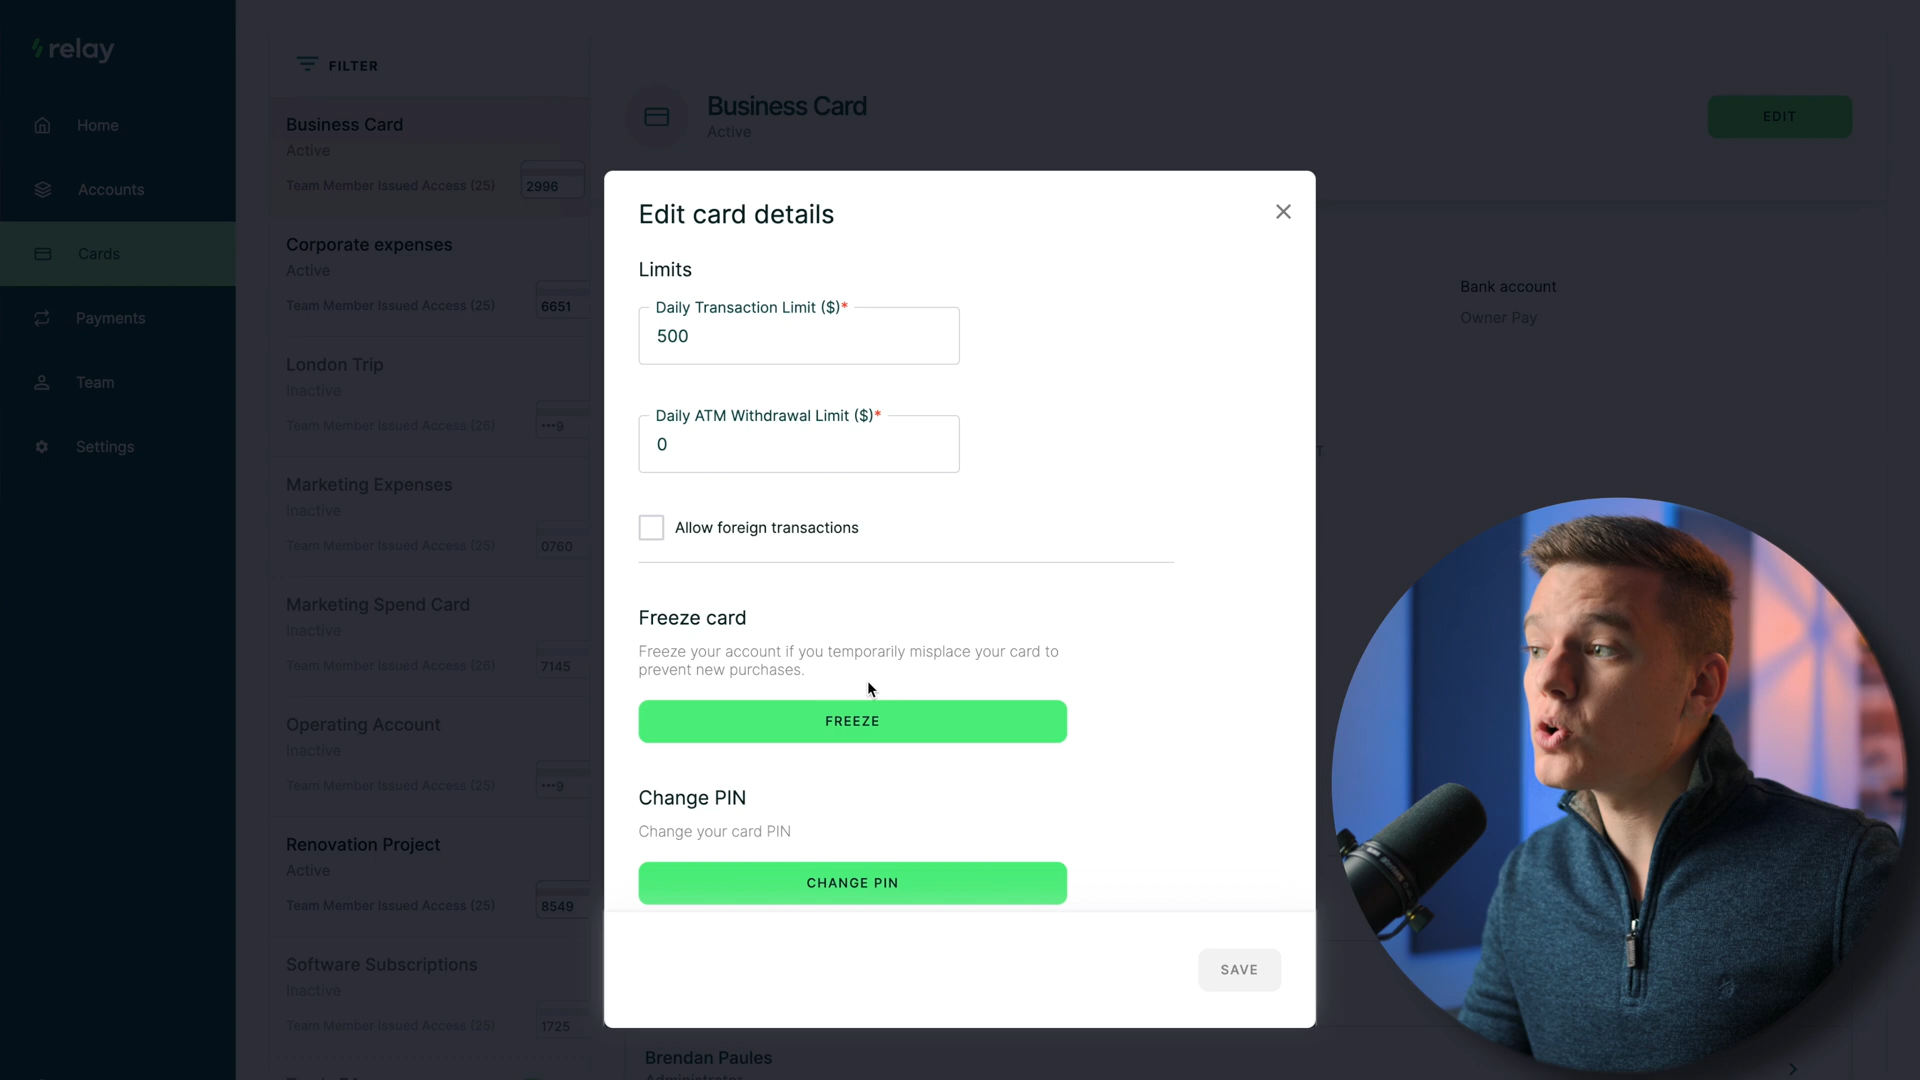 relay
Home
Accounts
Cards
Payments
Team
Settings
FILTER
Business Card
Active
Team Member Issued Access (25)
2996
Corporate expenses
Active
Team Member Issued Access (25)
6651
London Trip
Inactive
Team Member Issued Access (26)
•••9
Marketing Expenses
Inactive
Team Member Issued Access (25)
0760
Marketing Spend Card
Inactive
Team Member Issued Access (26)
7145
Operating Account
Inactive
Team Member Issued Access (25)
•••9
Renovation Project
Active
Team Member Issued Access (25)
8549
Software Subscriptions
Inactive
Team Member Issued Access (25)
1725
Business Card
Active
EDIT
Bank account
Owner Pay
Edit card details
Limits
Daily Transaction Limit ($)*
500
Daily ATM Withdrawal Limit ($)*
0
Allow foreign transactions
Freeze card
Freeze your account if you temporarily misplace your card to
prevent new purchases.
FREEZE
Change PIN
Change your card PIN
CHANGE PIN
SAVE
Brendan Paules
Administrator